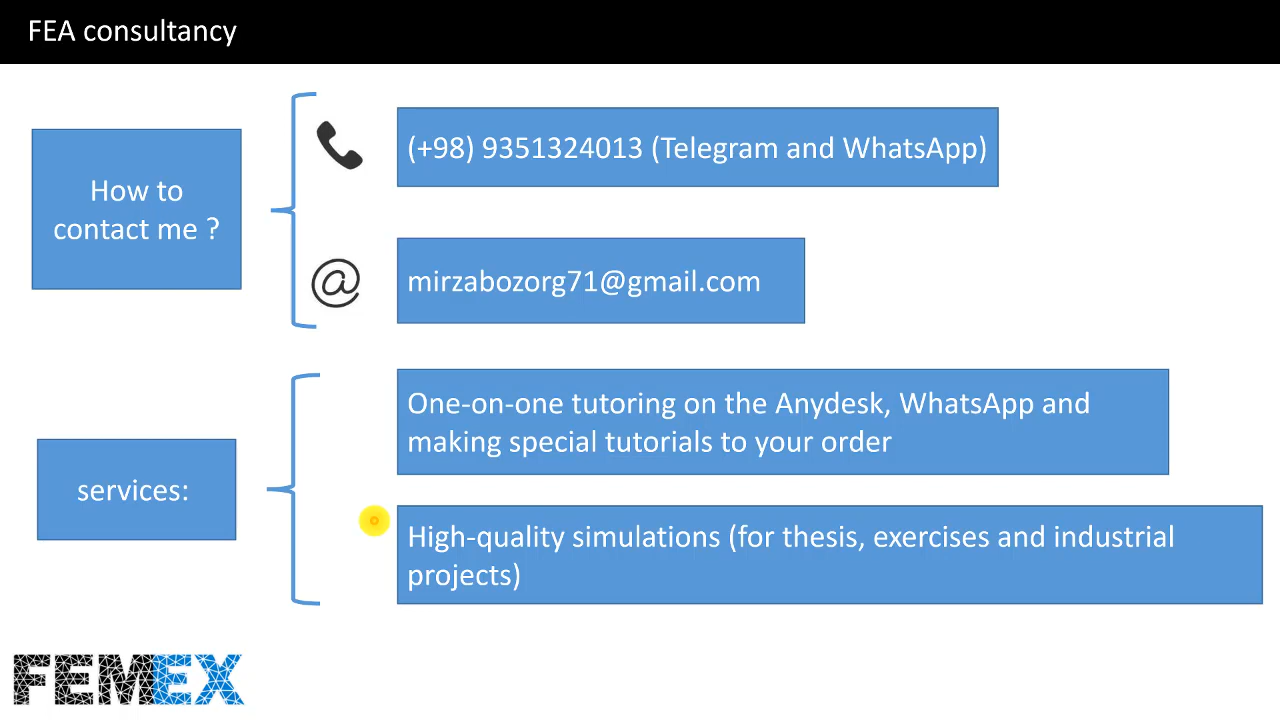 FEA consultancy
How to
contact me ?
(+98) 9351324013 (Telegram and WhatsApp)
@
mirzabozorg71@gmail.com
services:
One-on-one tutoring on the Anydesk, WhatsApp and
making special tutorials to your order
High-quality simulations (for thesis, exercises and industrial
projects)
FEMEX